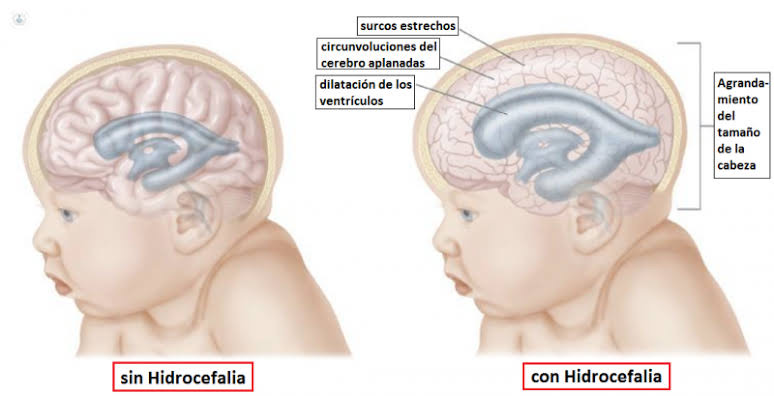 surcos estrechos
circunvoluciones del
cerebro aplanadas
dilatación de los
ventrículos
Agranda-
miento
del
tamaño
de la
cabeza
sin Hidrocefalia
con Hidrocefalia